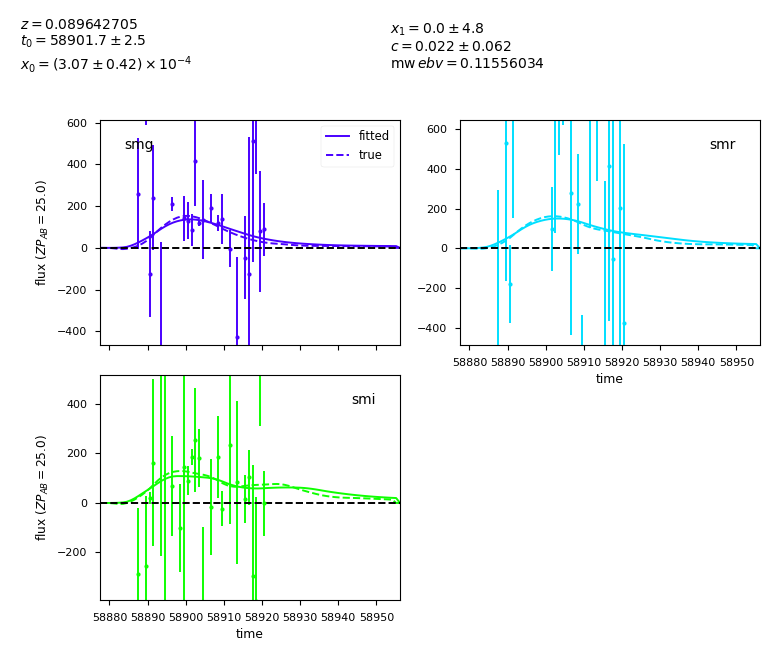 z = 0.089642705
t₀ = 58901.7 ± 2.5
x₀ = (3.07 ± 0.42) × 10⁻⁴
x₁ = 0.0 ± 4.8
c = 0.022 ± 0.062
mw ebv = 0.11556034
smg
fitted
true
600
400
200
0
−200
−400
flux (ZP_AB = 25.0)
smr
600
400
200
0
−200
−400
58880 58890 58900 58910 58920 58930 58940 58950
time
smi
400
200
0
−200
flux (ZP_AB = 25.0)
58880 58890 58900 58910 58920 58930 58940 58950
time